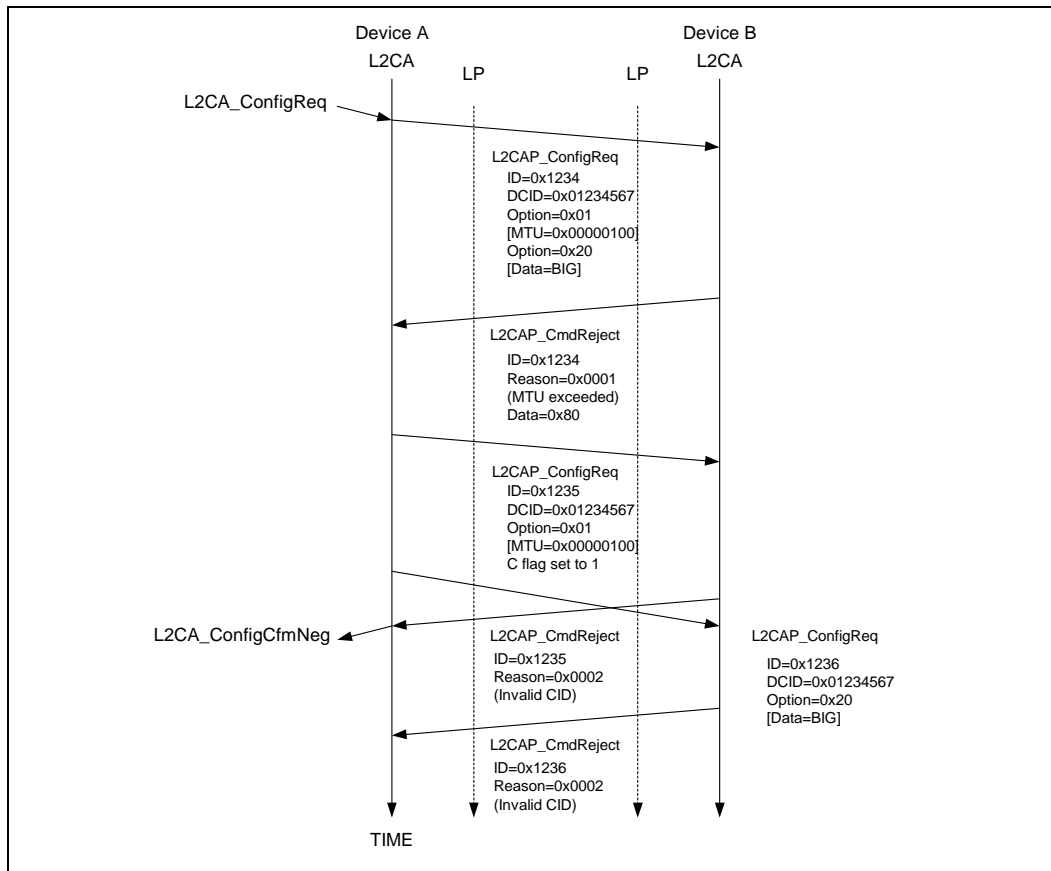 Device A
L2CA
LP
LP
Device B
L2CA
L2CA_ConfigReq
L2CAP_ConfigReq
ID=0x1234
DCID=0x01234567
Option=0x01
[MTU=0x00000100]
Option=0x20
[Data=BIG]
L2CAP_CmdReject
ID=0x1234
Reason=0x0001
(MTU exceeded)
Data=0x80
L2CAP_ConfigReq
ID=0x1235
DCID=0x01234567
Option=0x01
[MTU=0x00000100]
C flag set to 1
L2CA_ConfigCfmNeg
L2CAP_CmdReject
ID=0x1235
Reason=0x0002
(Invalid CID)
L2CAP_ConfigReq
ID=0x1236
DCID=0x01234567
Option=0x20
[Data=BIG]
L2CAP_CmdReject
ID=0x1236
Reason=0x0002
(Invalid CID)
TIME